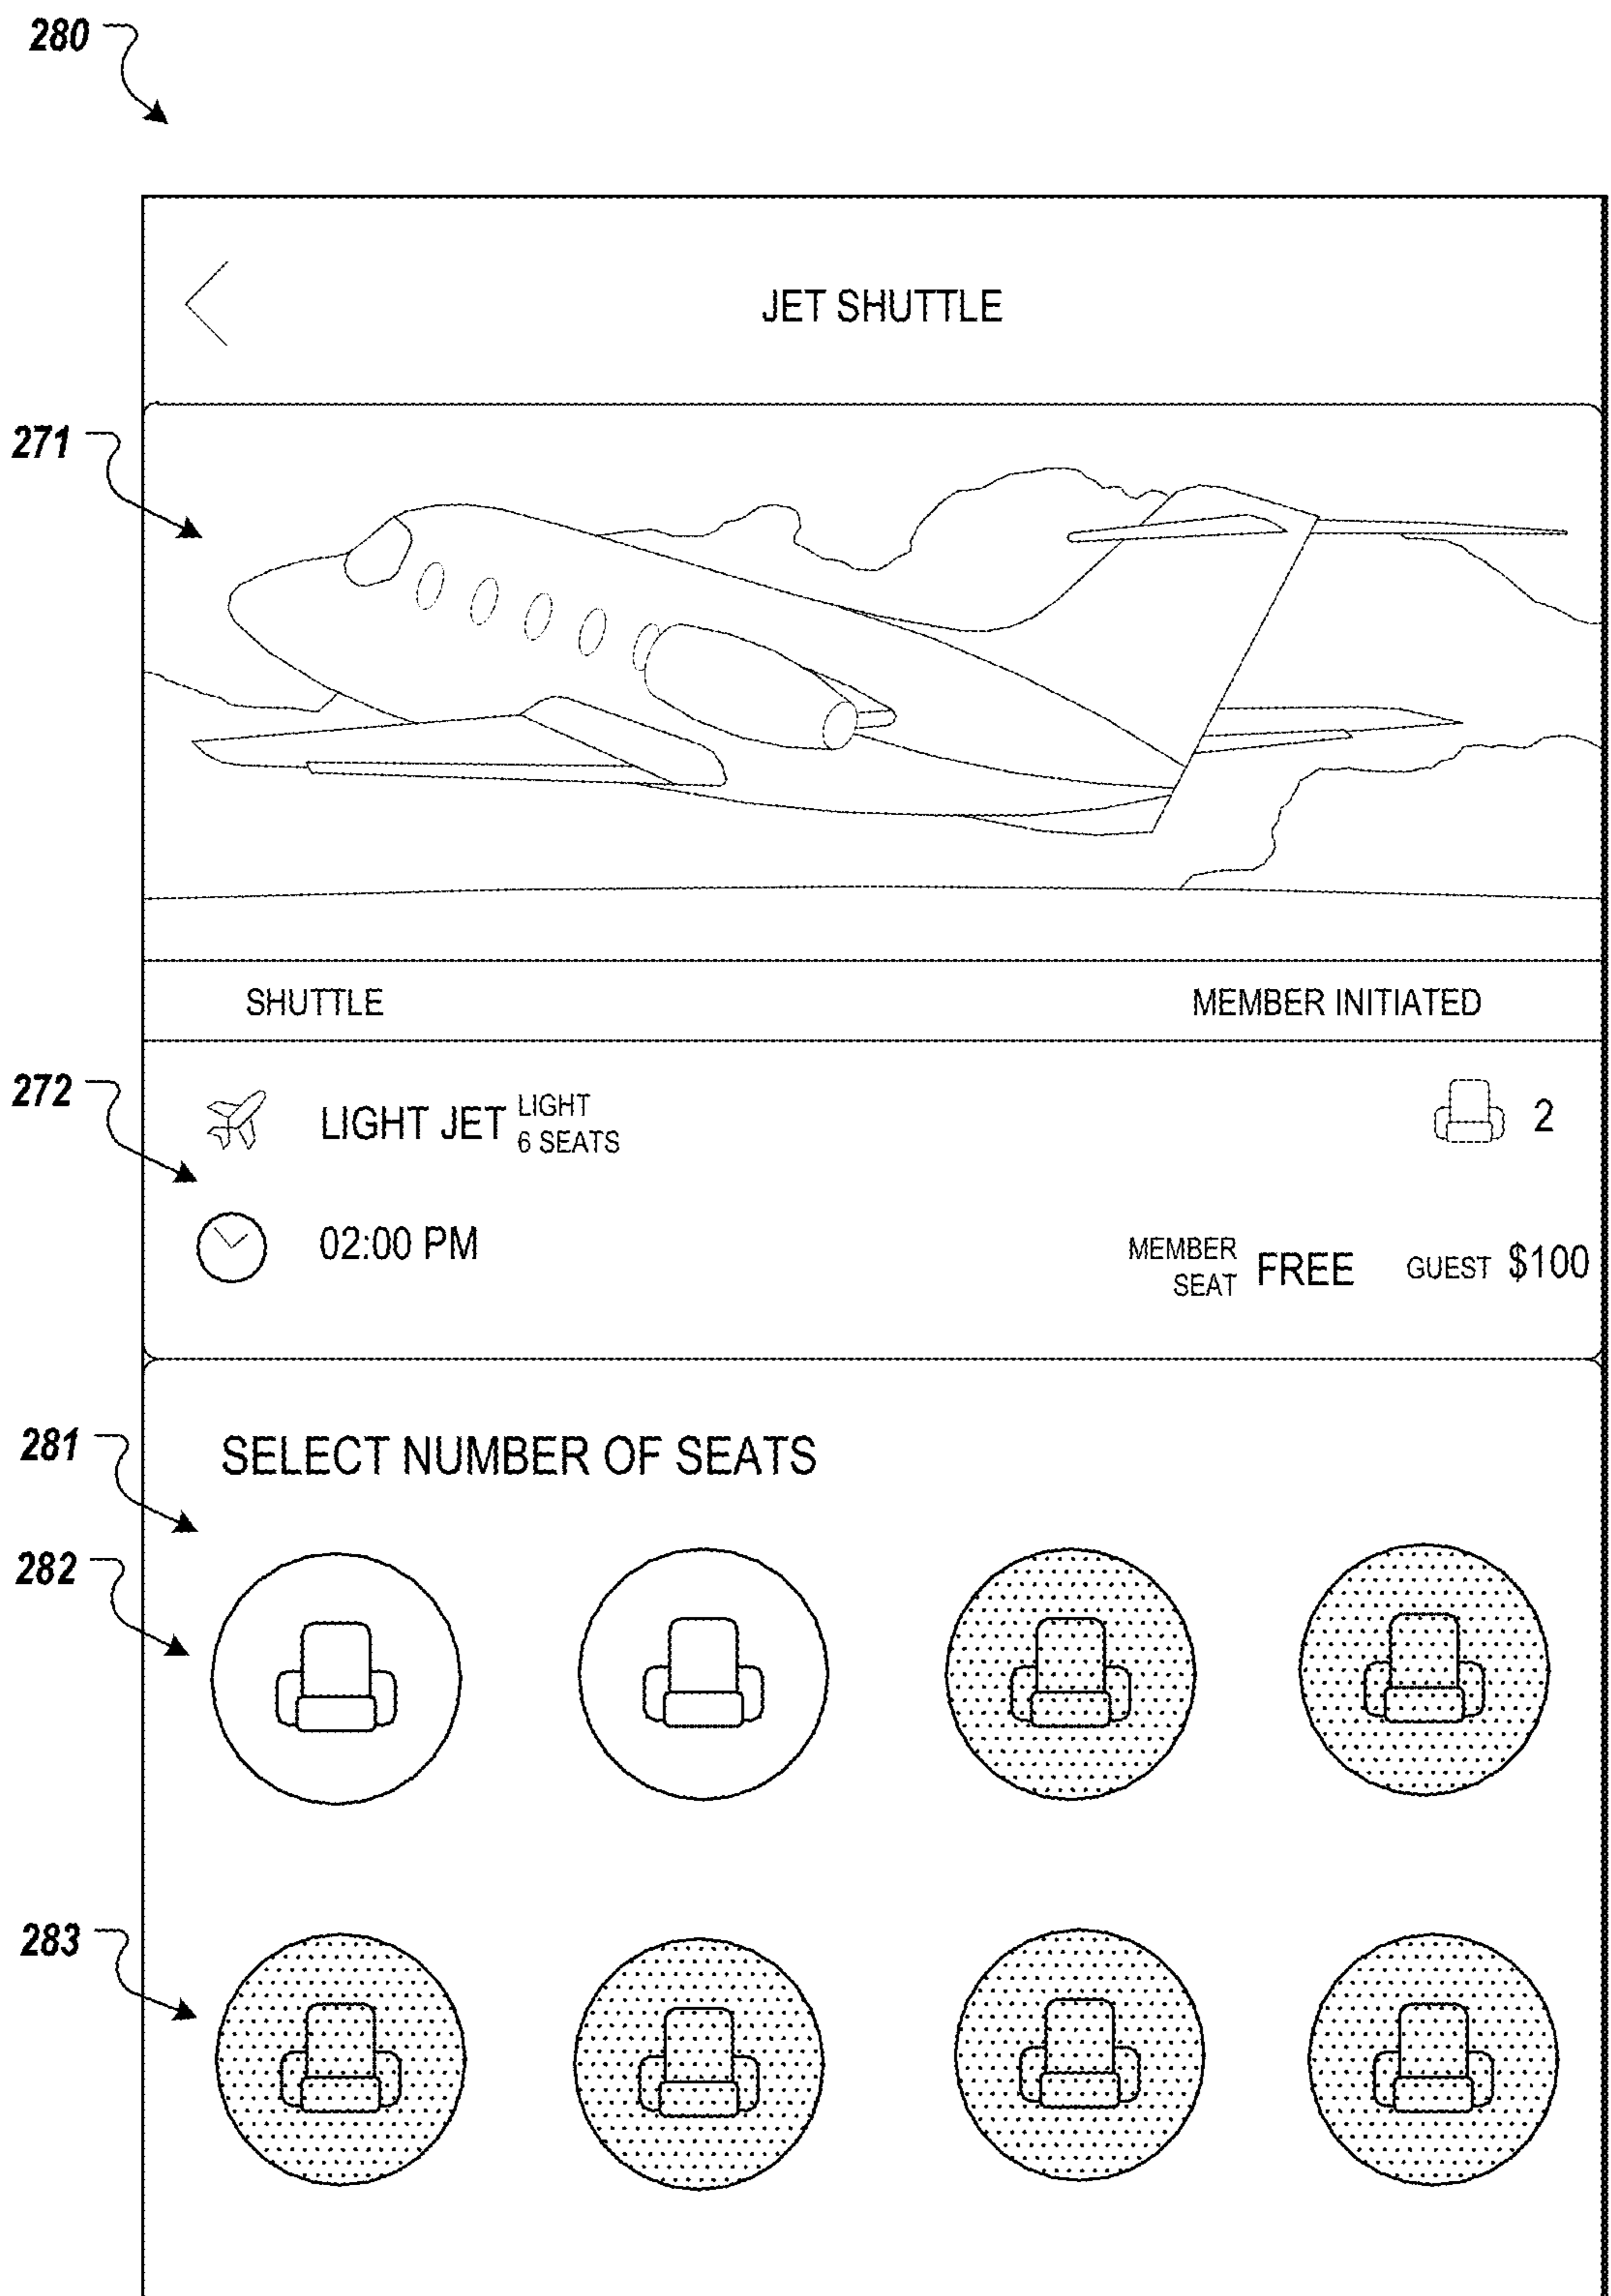 280
JET SHUTTLE
271
SHUTTLE MEMBER INITIATED
272
LIGHT JET LIGHT 6 SEATS 2
02:00 PM MEMBER SEAT FREE GUEST $100
281
SELECT NUMBER OF SEATS
282
283